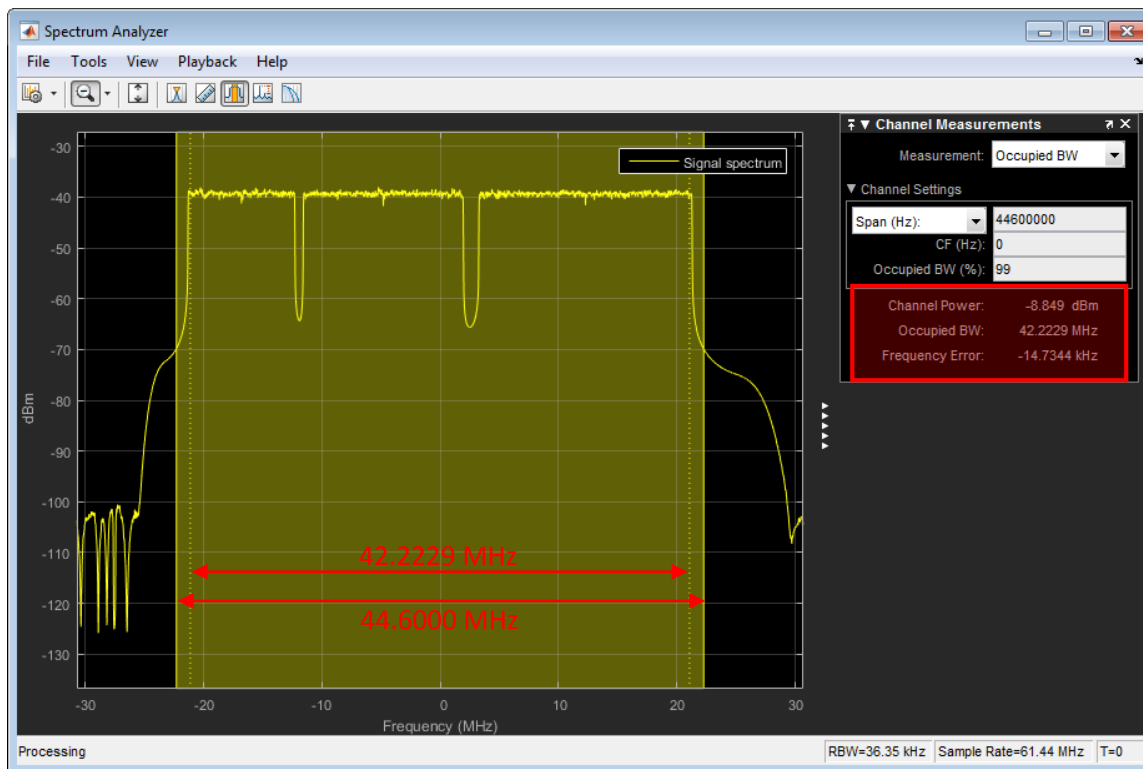 Spectrum Analyzer
File Tools View Playback Help
Channel Measurements
Measurement: Occupied BW
Channel Settings
Span (Hz): 44600000
CF (Hz): 0
Occupied BW (%): 99
Channel Power: -8.849 dBm
Occupied BW: 42.2229 MHz
Frequency Error: -14.7344 kHz
Signal spectrum
-30
-40
-50
-60
-70
-80
-90
-100
-110
-120
-130
dBm
42.2229 MHz
44.6000 MHz
-30 -20 -10 0 10 20 30
Frequency (MHz)
Processing
RBW=36.35 kHz Sample Rate=61.44 MHz T=0